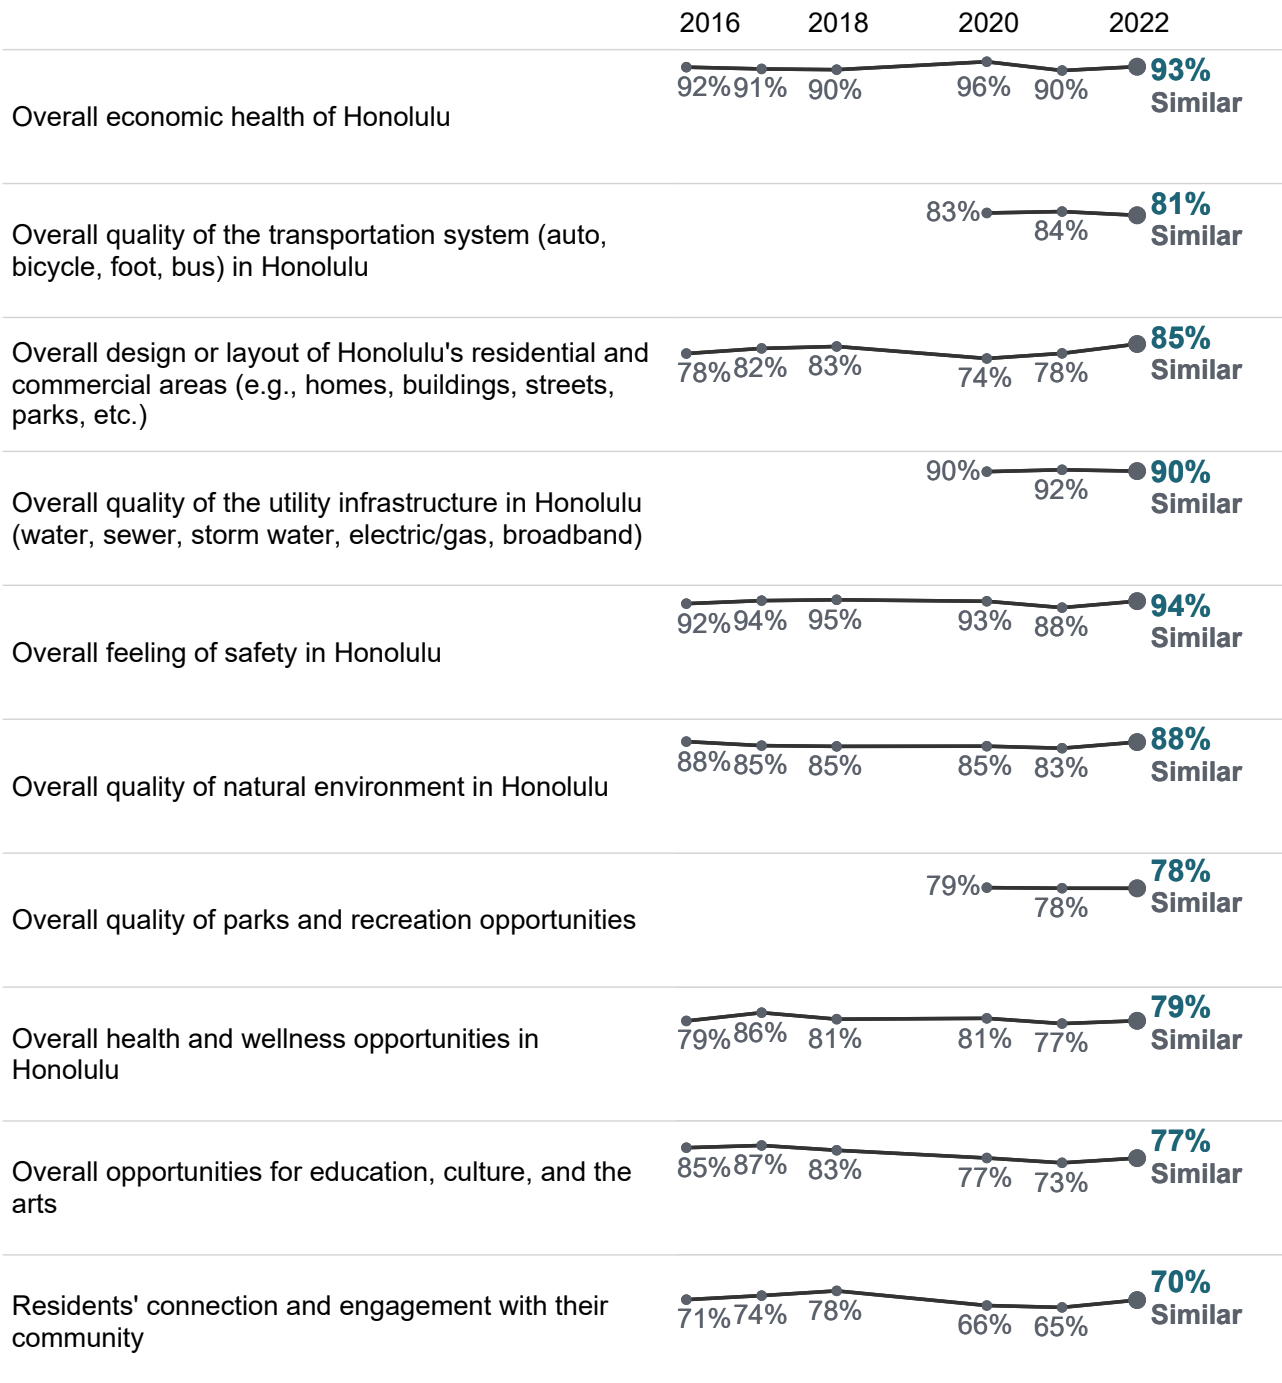 2016 2018 2020 2022
Overall economic health of Honolulu
92% 91% 90% 96% 90% 93%
Similar
Overall quality of the transportation system (auto,
bicycle, foot, bus) in Honolulu
83% 84% 81%
Similar
Overall design or layout of Honolulu's residential and
commercial areas (e.g., homes, buildings, streets,
parks, etc.)
78% 82% 83% 74% 78% 85%
Similar
Overall quality of the utility infrastructure in Honolulu
(water, sewer, storm water, electric/gas, broadband)
90% 92% 90%
Similar
Overall feeling of safety in Honolulu
92% 94% 95% 93% 88% 94%
Similar
Overall quality of natural environment in Honolulu
88% 85% 85% 85% 83% 88%
Similar
Overall quality of parks and recreation opportunities
79% 78% 78%
Similar
Overall health and wellness opportunities in
Honolulu
79% 86% 81% 81% 77% 79%
Similar
Overall opportunities for education, culture, and the
arts
85% 87% 83% 77% 73% 77%
Similar
Residents' connection and engagement with their
community
71% 74% 78% 66% 65% 70%
Similar